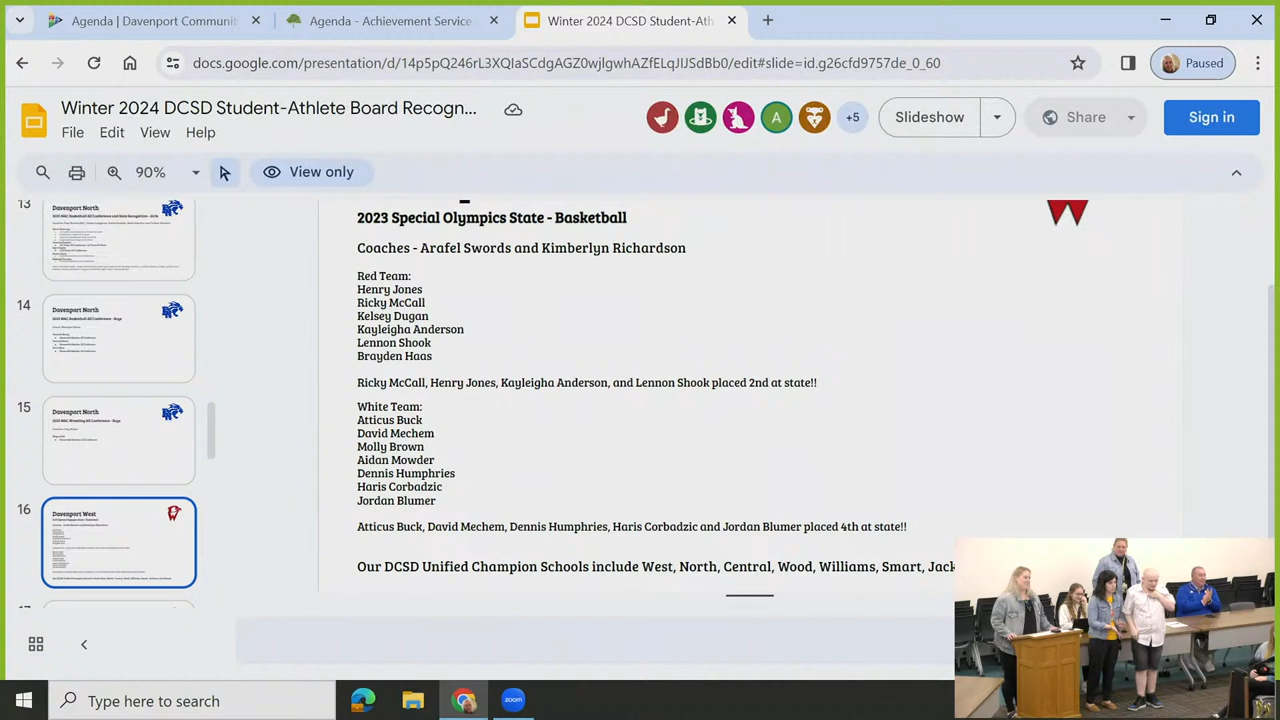 Agenda | Davenport Communi
Agenda - Achievement Service
Winter 2024 DCSD Student-Ath
docs.google.com/presentation/d/14p5pQ246rL3XQIaSCdgAGZ0wjIgwhAZfELqJIJSdBb0/edit#slide=id.g26cfd9757de_0_60
Paused
Winter 2024 DCSD Student-Athlete Board Recogn...
File Edit View Help
A
+5
Slideshow
Share
Sign in
90%
View only
13
Davenport North
14
Davenport North
15
Davenport North
16
Davenport West
2023 Special Olympics State - Basketball
Coaches - Arafel Swords and Kimberlyn Richardson
Red Team:
Henry Jones
Ricky McCall
Kelsey Dugan
Kayleigha Anderson
Lennon Shook
Brayden Haas
Ricky McCall, Henry Jones, Kayleigha Anderson, and Lennon Shook placed 2nd at state!!
White Team:
Atticus Buck
David Mechem
Molly Brown
Aidan Mowder
Dennis Humphries
Haris Corbadzic
Jordan Blumer
Atticus Buck, David Mechem, Dennis Humphries, Haris Corbadzic and Jordan Blumer placed 4th at state!!
Our DCSD Unified Champion Schools include West, North, Central, Wood, Williams, Smart, Jack
Type here to search
zoom